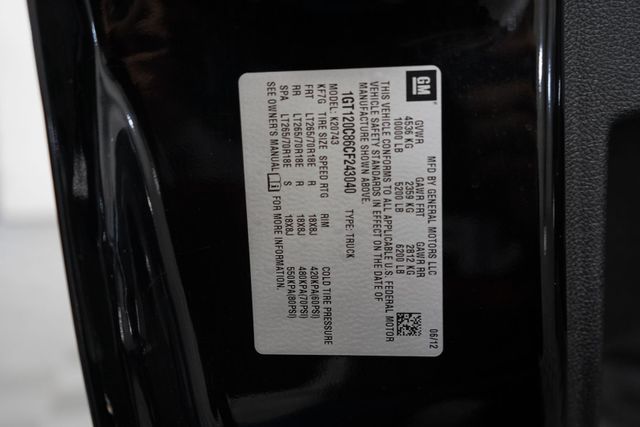 GM
MFD BY GENERAL MOTORS LLC 06/12
GVWR GAWR FRT GAWR RR
4536 KG 2359 KG 2812 KG
10000 LB 5200 LB 6200 LB
THIS VEHICLE CONFORMS TO ALL APPLICABLE U.S. FEDERAL MOTOR
VEHICLE SAFETY STANDARDS IN EFFECT ON THE DATE OF
MANUFACTURE SHOWN ABOVE.
1GT120C86CF243040 TYPE: TRUCK
MODEL: K20743
KF7G TIRE SIZE SPEED RTG RIM COLD TIRE PRESSURE
FRT LT265/70R18E R 18X8J 420KPA(60PSI)
RR LT265/70R18E R 18X8J 480KPA(70PSI)
SPA LT265/70R18E S 18X8J 550KPA(80PSI)
SEE OWNER'S MANUAL i FOR MORE INFORMATION.